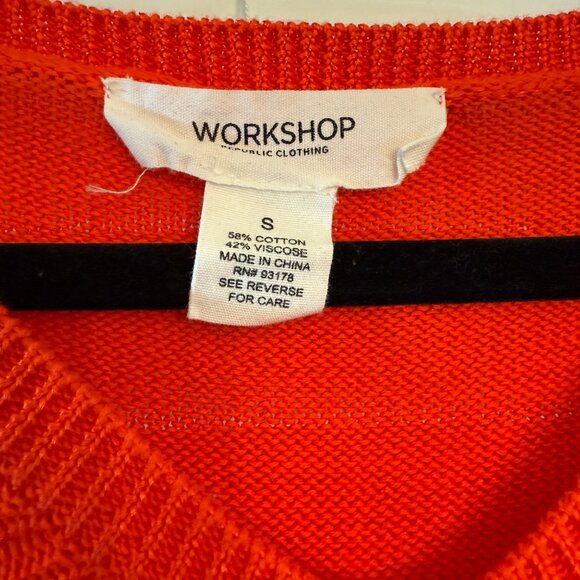 WORKSHOP
REPUBLIC CLOTHING
S
58% COTTON
42% VISCOSE
MADE IN CHINA
RN# 93178
SEE REVERSE
FOR CARE